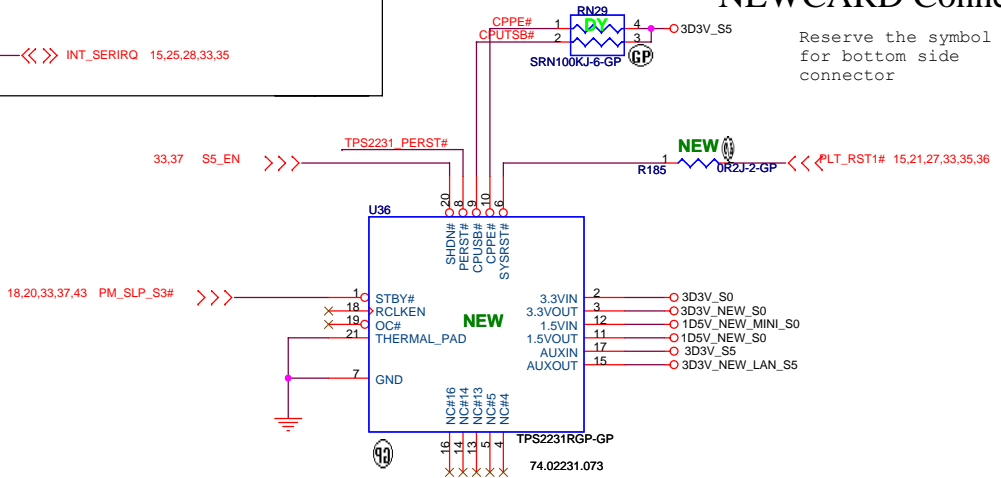 NEWCARD Conne
Reserve the symbol
for bottom side
connector
INT_SERIRQ 15,25,28,33,35
RN29
CPPE# 1 DY 4 3D3V_S5
CPUTSB# 2 3
SRN100KJ-6-GP GP
TPS2231_PERST#
33,37 S5_EN
NEW GP
R185 1 0R2J-2-GP
PLT_RST1# 15,21,27,33,35,36
U36
20 8 9 10 6
SHDN# PERST# CPUSB# CPPE# SYSRST#
18,20,33,37,43 PM_SLP_S3#
1 STBY#
18 RCLKEN
19 OC#
21 THERMAL_PAD
7 GND
NEW
3.3VIN 2 3D3V_S0
3.3VOUT 3 3D3V_NEW_S0
1.5VIN 12 1D5V_NEW_MINI_S0
1.5VOUT 11 1D5V_NEW_S0
AUXIN 17 3D3V_S5
AUXOUT 15 3D3V_NEW_LAN_S5
NC#16 NC#14 NC#13 NC#5 NC#4
16 14 13 5 4
GP
TPS2231RGP-GP
74.02231.073